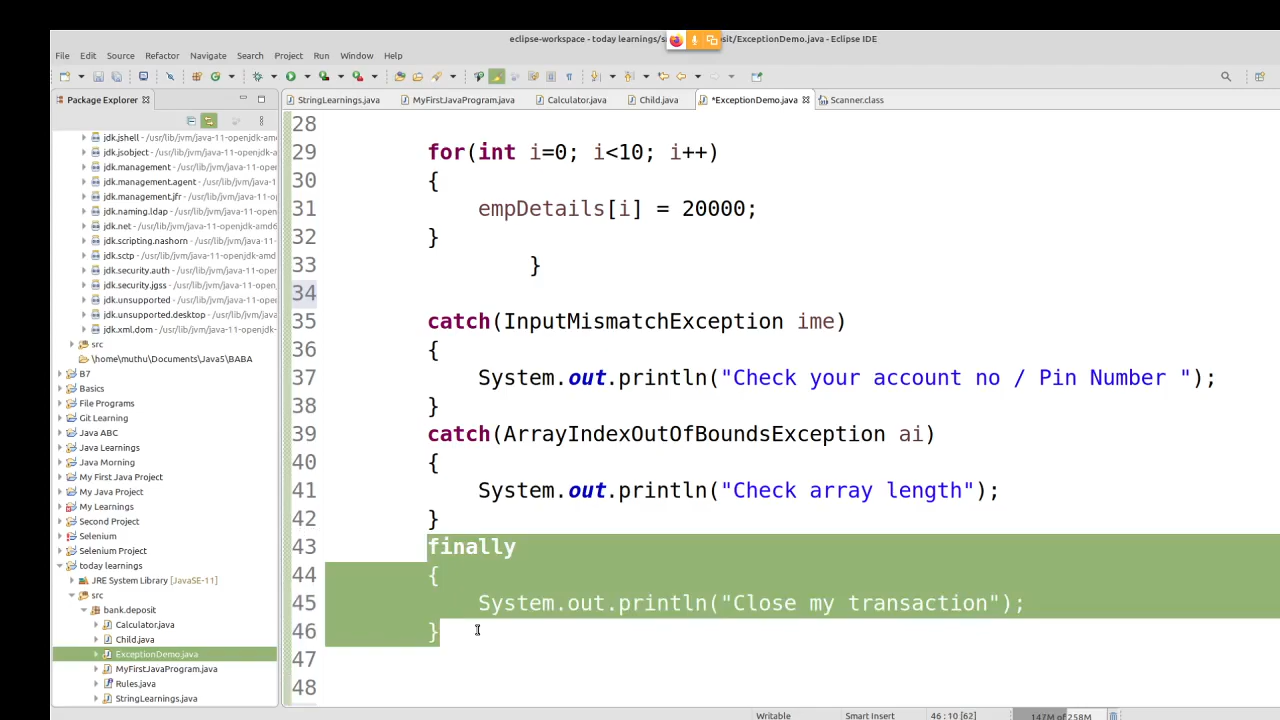 eclipse-workspace - today learnings/s sit/ExceptionDemo.java - Eclipse IDE
File Edit Source Refactor Navigate Search Project Run Window Help
Package Explorer
StringLearnings.java MyFirstJavaProgram.java Calculator.java Child.java *ExceptionDemo.java Scanner.class
jdk.jshell - /usr/lib/jvm/java-11-openjdk-amd
jdk.jsobject - /usr/lib/jvm/java-11-openjdk-a
jdk.management - /usr/lib/jvm/java-11-open
jdk.management.agent - /usr/lib/jvm/java-1
jdk.management.jfr - /usr/lib/jvm/java-11-op
jdk.naming.ldap - /usr/lib/jvm/java-11-open
jdk.net - /usr/lib/jvm/java-11-openjdk-amd6
jdk.scripting.nashorn - /usr/lib/jvm/java-11-
jdk.sctp - /usr/lib/jvm/java-11-openjdk-amd
jdk.security.auth - /usr/lib/jvm/java-11-open
jdk.security.jgss - /usr/lib/jvm/java-11-open
jdk.unsupported - /usr/lib/jvm/java-11-open
jdk.unsupported.desktop - /usr/lib/jvm/java
jdk.xml.dom - /usr/lib/jvm/java-11-openjdk-
src
\home\muthu\Documents\Java5\BABA
B7
Basics
File Programs
Git Learning
Java ABC
Java Learnings
Java Morning
My First Java Project
My Java Project
My Learnings
Second Project
Selenium
Selenium Project
today learnings
JRE System Library [JavaSE-11]
src
bank.deposit
Calculator.java
Child.java
ExceptionDemo.java
MyFirstJavaProgram.java
Rules.java
StringLearnings.java
28
29 for(int i=0; i<10; i++)
30 {
31 empDetails[i] = 20000;
32 }
33 }
34
35 catch(InputMismatchException ime)
36 {
37 System.out.println("Check your account no / Pin Number ");
38 }
39 catch(ArrayIndexOutOfBoundsException ai)
40 {
41 System.out.println("Check array length");
42 }
43 finally
44 {
45 System.out.println("Close my transaction");
46 }
47
48
Writable Smart Insert 46 : 10 [62] 147M of 258M